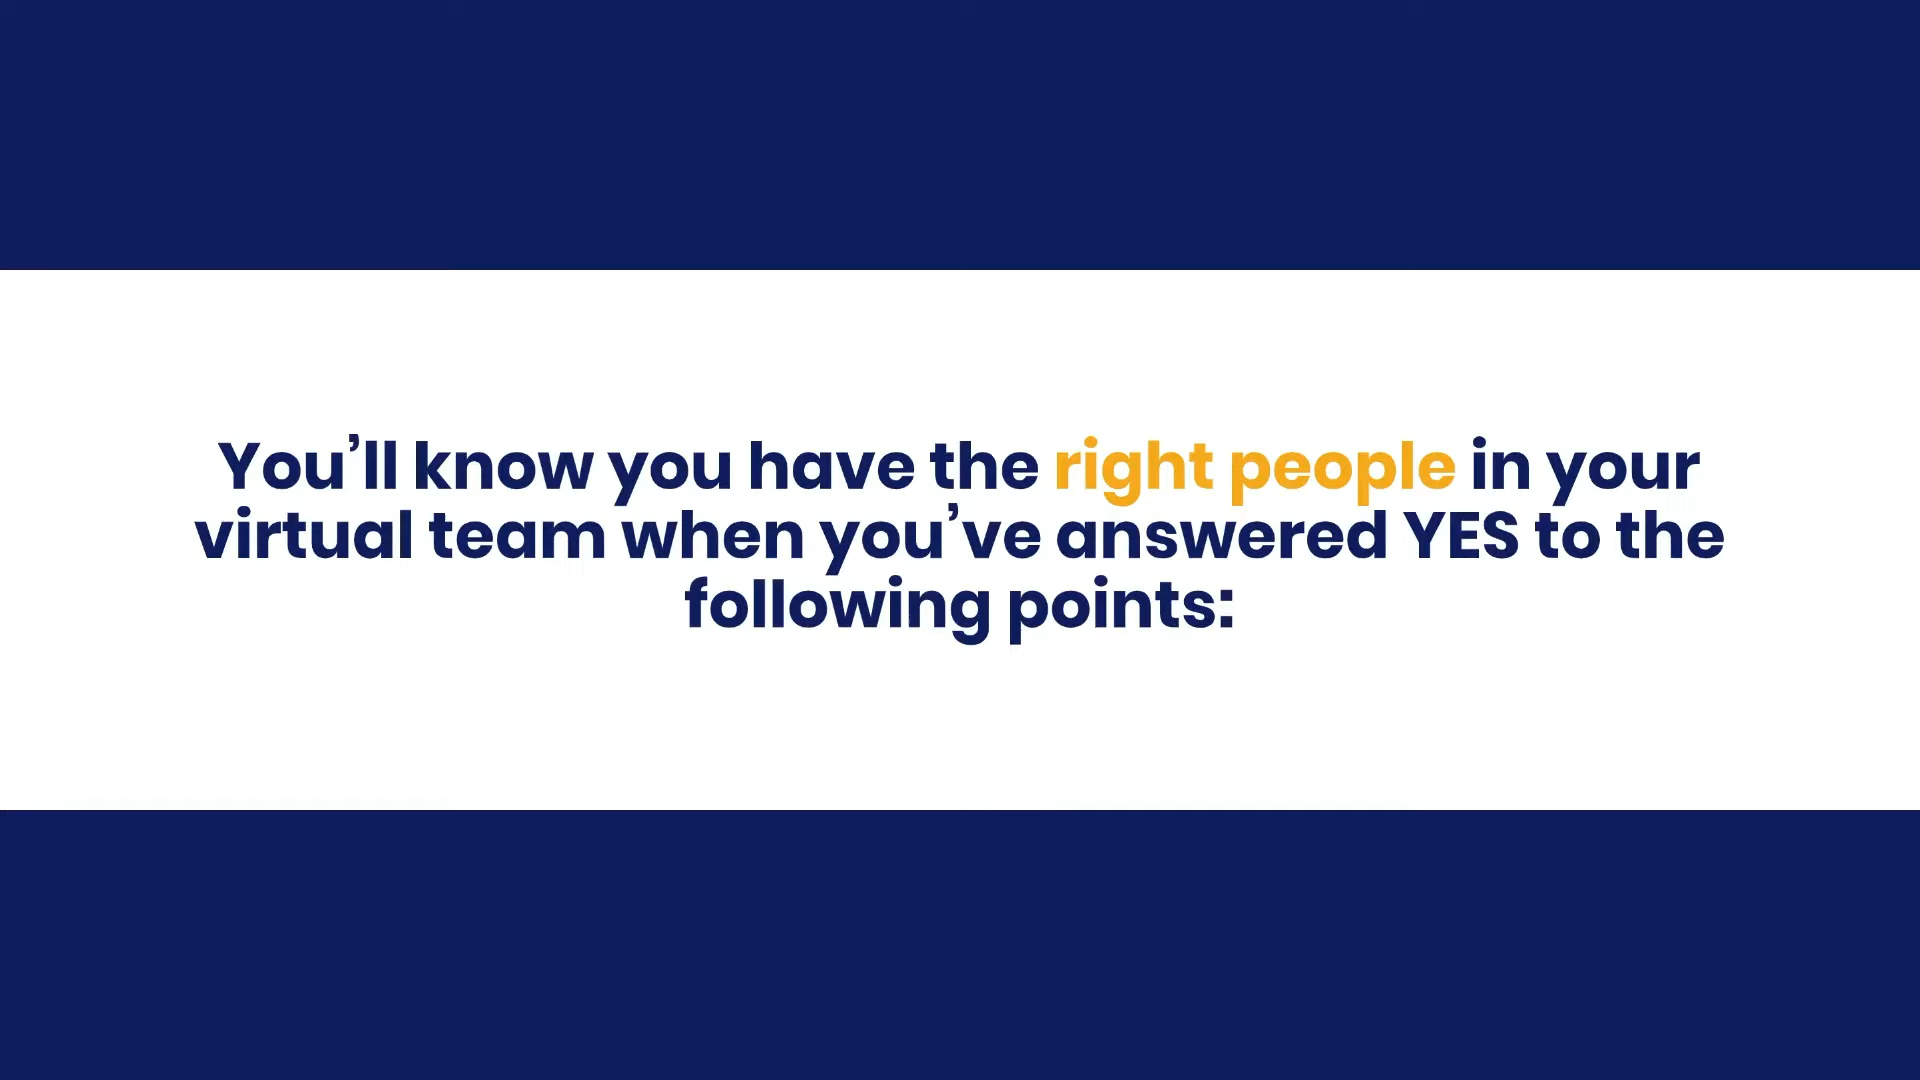 You’ll know you have the right people in your
virtual team when you’ve answered YES to the
following points: